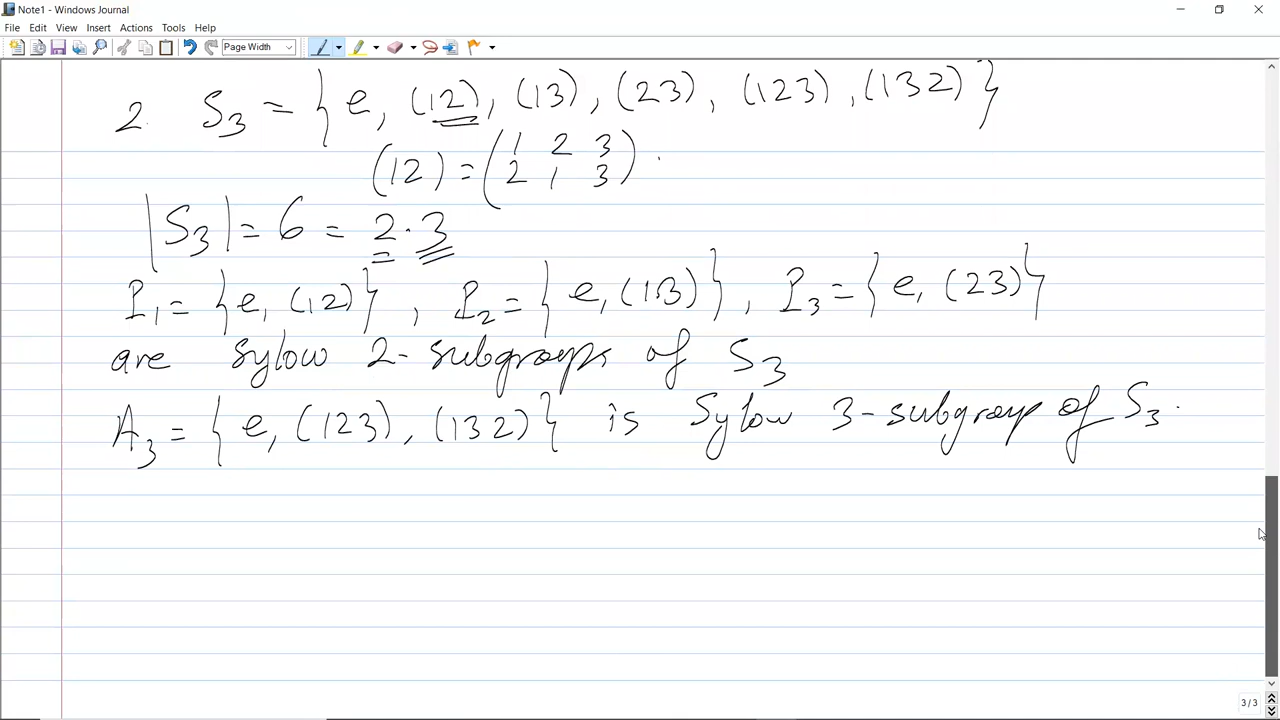 Note1 - Windows Journal
File Edit View Insert Actions Tools Help
Page Width
2. S₃ = {e, (12), (13), (23), (123), (132)}
(12) = (1 2 3
2 1 3).
|S₃| = 6 = 2·3
P₁ = {e, (12)}, P₂ = {e, (13)}, P₃ = {e, (23)}
are Sylow 2-subgroups of S₃
A₃ = {e, (123), (132)} is Sylow 3-subgroup of S₃.
3/3